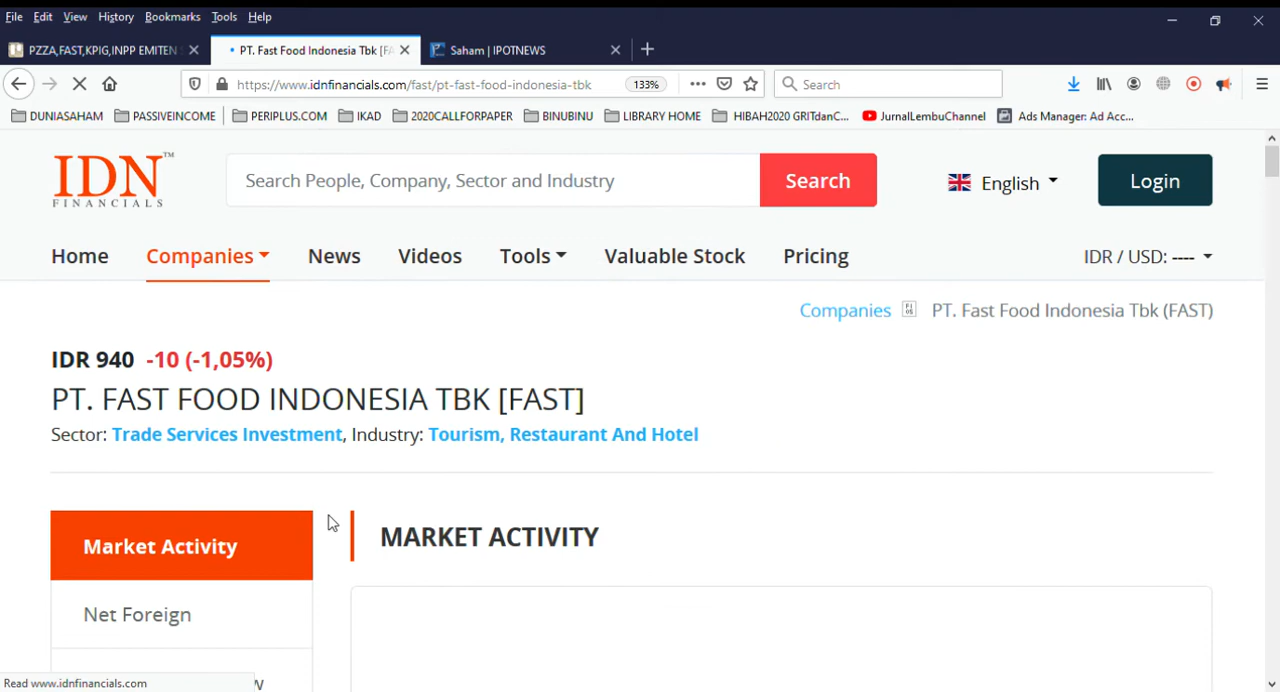 File Edit View History Bookmarks Tools Help
PZZA,FAST,KPIG,INPP EMITEN
PT. Fast Food Indonesia Tbk [FA
Saham | IPOTNEWS
https://www.idnfinancials.com/fast/pt-fast-food-indonesia-tbk 133% Search
DUNIASAHAM PASSIVEINCOME PERIPLUS.COM IKAD 2020CALLFORPAPER BINUBINU LIBRARY HOME HIBAH2020 GRITdanC... JurnalLembuChannel Ads Manager: Ad Acc...
IDN™
FINANCIALS
Search People, Company, Sector and Industry Search English Login
Home Companies News Videos Tools Valuable Stock Pricing IDR / USD: ----
Companies PT. Fast Food Indonesia Tbk (FAST)
IDR 940 -10 (-1,05%)
PT. FAST FOOD INDONESIA TBK [FAST]
Sector: Trade Services Investment, Industry: Tourism, Restaurant And Hotel
Market Activity
MARKET ACTIVITY
Net Foreign
Read www.idnfinancials.com